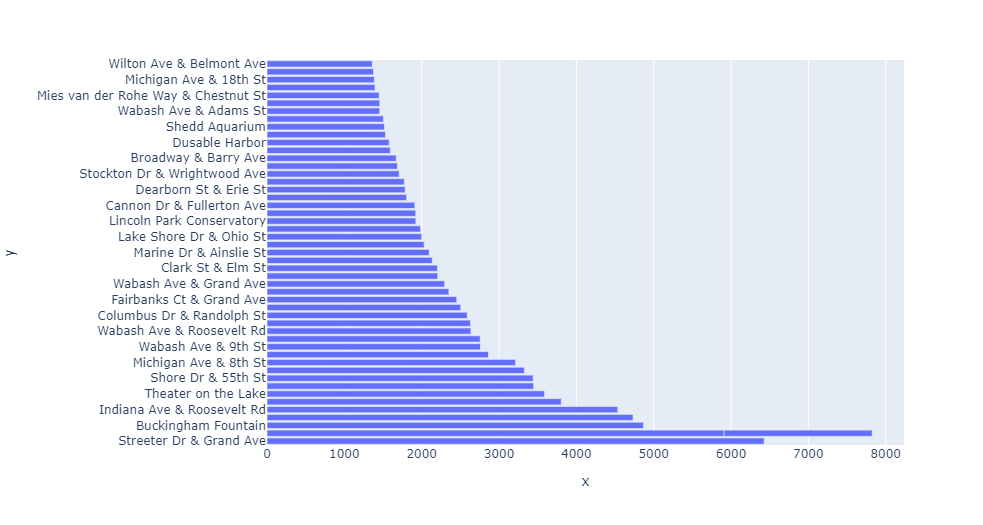 Wilton Ave & Belmont Ave
Michigan Ave & 18th St
Mies van der Rohe Way & Chestnut St
Wabash Ave & Adams St
Shedd Aquarium
Dusable Harbor
Broadway & Barry Ave
Stockton Dr & Wrightwood Ave
Dearborn St & Erie St
Cannon Dr & Fullerton Ave
Lincoln Park Conservatory
Lake Shore Dr & Ohio St
Marine Dr & Ainslie St
Clark St & Elm St
Wabash Ave & Grand Ave
y
Fairbanks Ct & Grand Ave
Columbus Dr & Randolph St
Wabash Ave & Roosevelt Rd
Wabash Ave & 9th St
Michigan Ave & 8th St
Shore Dr & 55th St
Theater on the Lake
Indiana Ave & Roosevelt Rd
Buckingham Fountain
Streeter Dr & Grand Ave
0 1000 2000 3000 4000 5000 6000 7000 8000
x